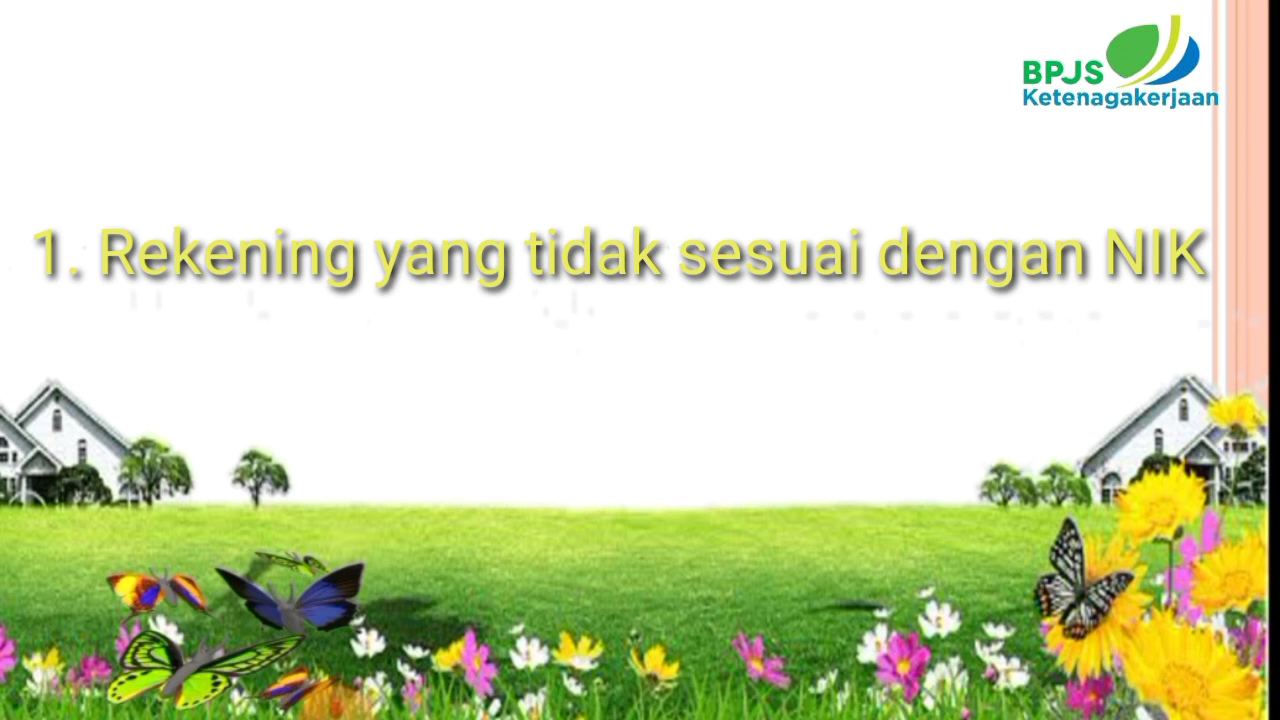 BPJS
Ketenagakerjaan
1. Rekening yang tidak sesuai dengan NIK